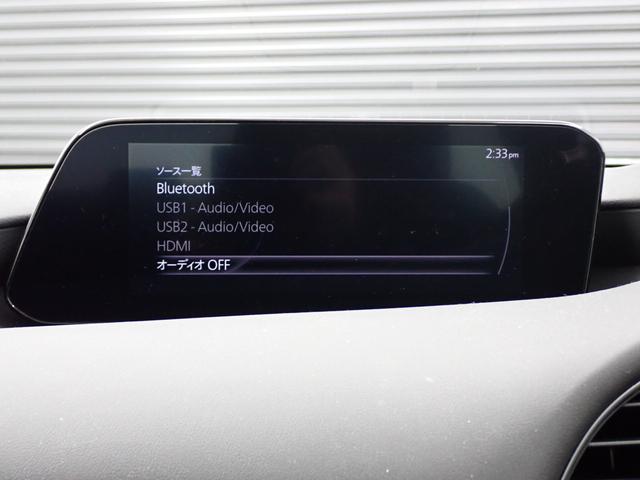 2:33pm
ソース一覧
Bluetooth
USB1 - Audio/Video
USB2 - Audio/Video
HDMI
オーディオ OFF